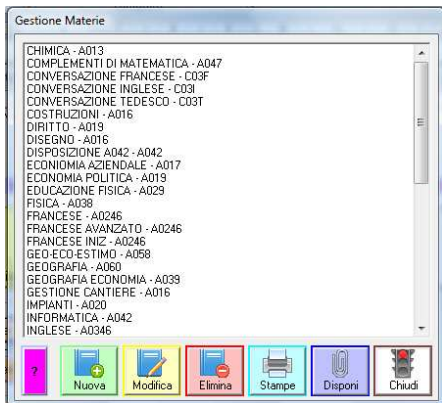 Gestione Materie
CHIMICA - A013
COMPLEMENTI DI MATEMATICA - A047
CONVERSAZIONE FRANCESE - C03F
CONVERSAZIONE INGLESE - C03I
CONVERSAZIONE TEDESCO - C03T
COSTRUZIONI - A016
DIRITTO - A019
DISEGNO - A016
DISPOSIZIONE A042 - A042
ECONIOMIA AZIENDALE - A017
ECONOMIA POLITICA - A019
EDUCAZIONE FISICA - A029
FISICA - A038
FRANCESE - A0246
FRANCESE AVANZATO - A0246
FRANCESE INIZ - A0246
GEO-ECO-ESTIMO - A058
GEOGRAFIA - A060
GEOGRAFIA ECONOMIA - A039
GESTIONE CANTIERE - A016
IMPIANTI - A020
INFORMATICA - A042
INGLESE - A0346
? Nuova Modifica Elimina Stampe Disponi Chiudi